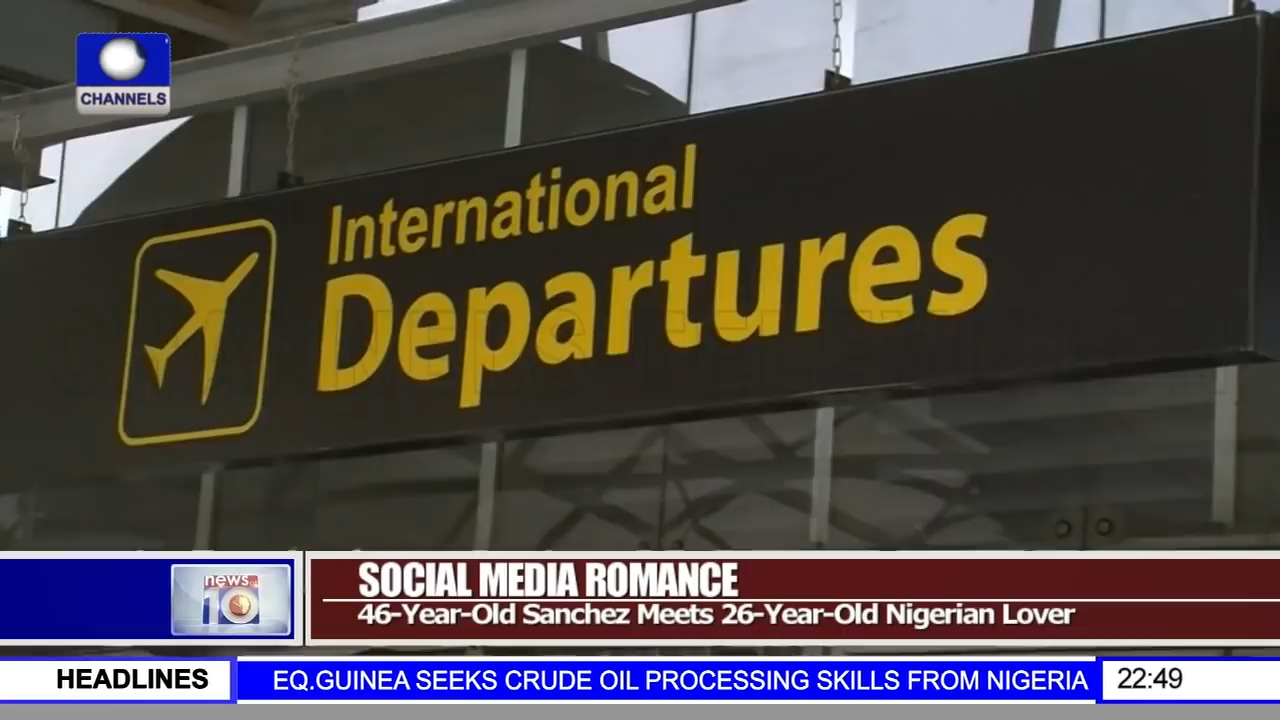 CHANNELS
International
Departures
news at
10
SOCIAL MEDIA ROMANCE
46-Year-Old Sanchez Meets 26-Year-Old Nigerian Lover
HEADLINES
EQ.GUINEA SEEKS CRUDE OIL PROCESSING SKILLS FROM NIGERIA
22:49